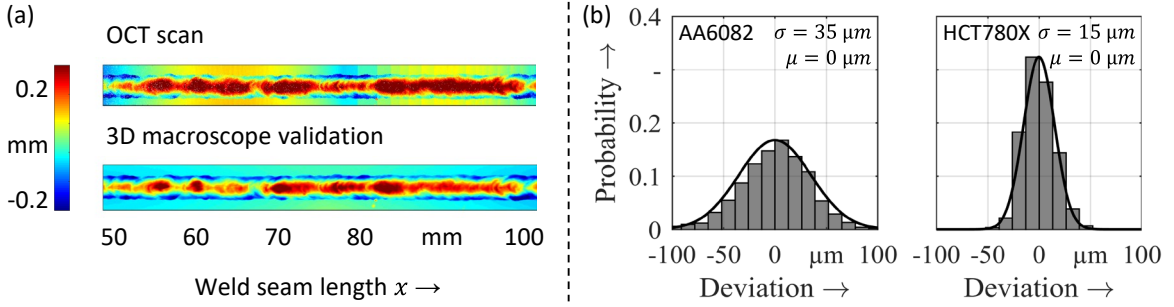 (a)
OCT scan
0.2
mm
-0.2
3D macroscope validation
50 60 70 80 mm 100
Weld seam length x →
(b)
Probability →
0.4
-
0.2
0.1
0
AA6082 σ = 35 μm
μ = 0 μm
-100 -50 0 μm 100
Deviation →
HCT780X σ = 15 μm
μ = 0 μm
-100 -50 0 μm 100
Deviation →